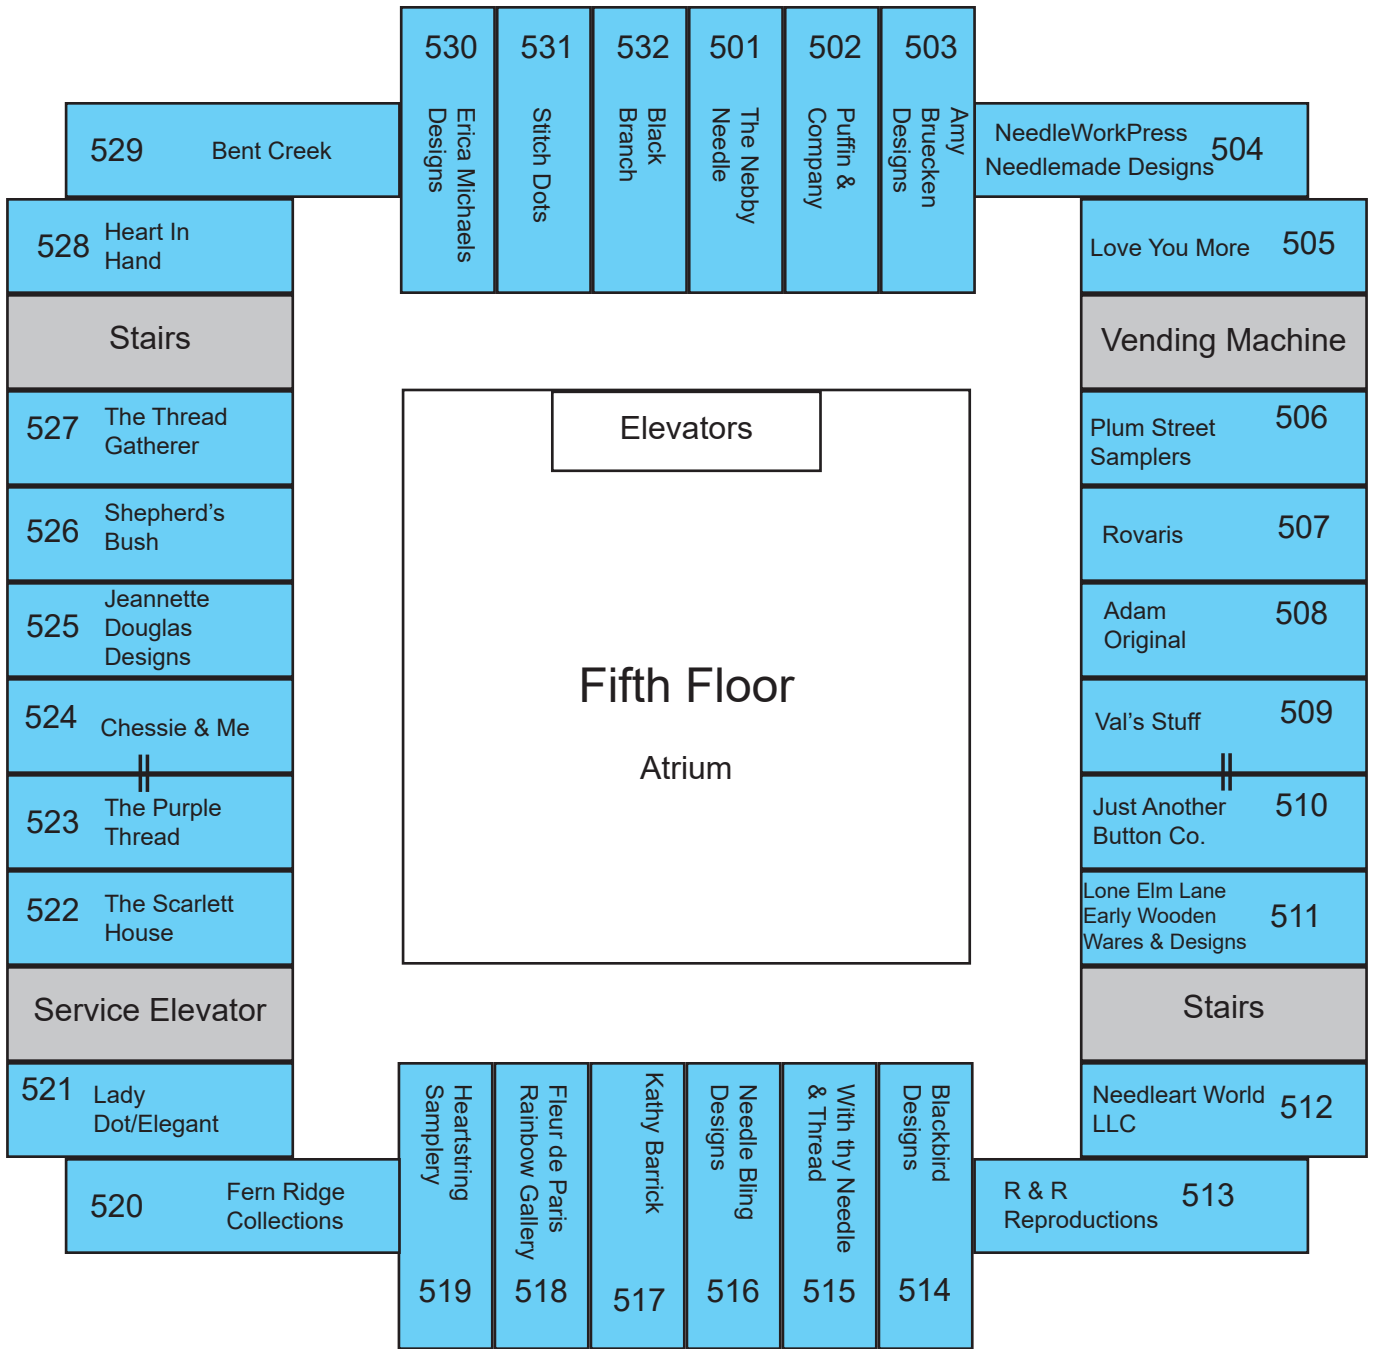 530
531
532
501
502
503
Erica Michaels
Designs
Stitch Dots
Black
Branch
The Nebby
Needle
Puffin &
Company
Amy
Bruecken
Designs
529
Bent Creek
NeedleWorkPress
Needlemade Designs
504
528
Heart In
Hand
Love You More
505
Stairs
Vending Machine
527
The Thread
Gatherer
Elevators
Plum Street
Samplers
506
526
Shepherd's
Bush
Rovaris
507
525
Jeannette
Douglas
Designs
Adam
Original
508
Fifth Floor
Atrium
524
Chessie & Me
Val's Stuff
509
523
The Purple
Thread
Just Another
Button Co.
510
522
The Scarlett
House
Lone Elm Lane
Early Wooden
Wares & Designs
511
Service Elevator
Stairs
521
Lady
Dot/Elegant
Needleart World
LLC
512
520
Fern Ridge
Collections
Heartstring
Samplery
519
Fleur de Paris
Rainbow Gallery
518
Kathy Barrick
517
Needle Bling
Designs
516
With thy Needle
& Thread
515
Blackbird
Designs
514
R & R
Reproductions
513